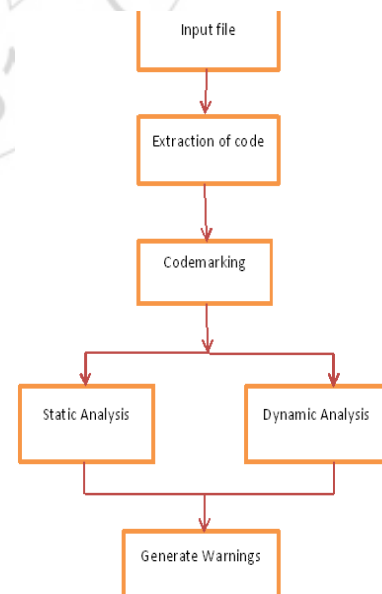 Input file
Extraction of code
Codemarking
Static Analysis
Dynamic Analysis
Generate Warnings